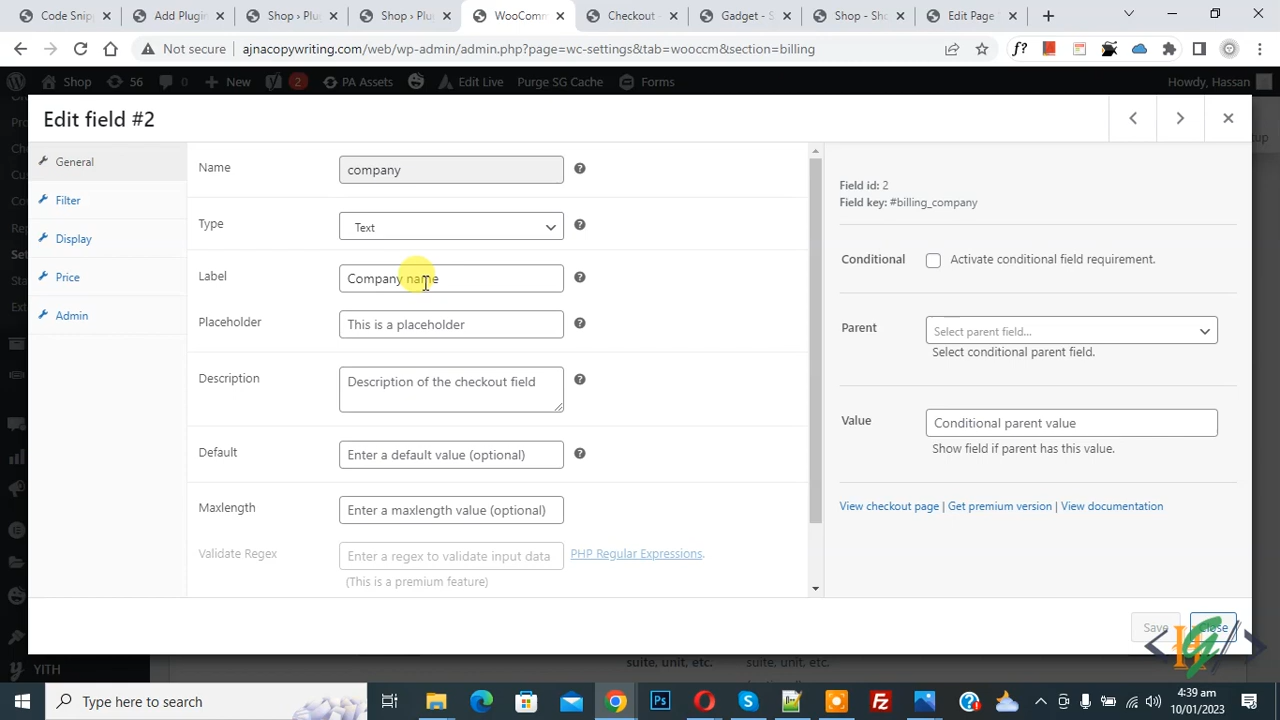 Code Snip
Add Plugin
Shop › Plu
Shop › Plu
WooComm
Checkout -
Gadget - S
Shop - Sho
Edit Page
Not secure
ajnacopywriting.com/web/wp-admin/admin.php?page=wc-settings&tab=wooccm&section=billing
f?
Shop
56
0
New
2
PA Assets
Edit Live
Purge SG Cache
Forms
Howdy, Hassan
Edit field #2
General
Filter
Display
Price
Admin
Name
company
Type
Text
Label
Company name
Placeholder
This is a placeholder
Description
Description of the checkout field
Default
Enter a default value (optional)
Maxlength
Enter a maxlength value (optional)
Validate Regex
Enter a regex to validate input data
PHP Regular Expressions.
(This is a premium feature)
Field id: 2
Field key: #billing_company
Conditional
Activate conditional field requirement.
Parent
Select parent field...
Select conditional parent field.
Value
Conditional parent value
Show field if parent has this value.
View checkout page | Get premium version | View documentation
Save
Close
YITH
suite, unit, etc.
suite, unit, etc.
Type here to search
4:39 am
10/01/2023